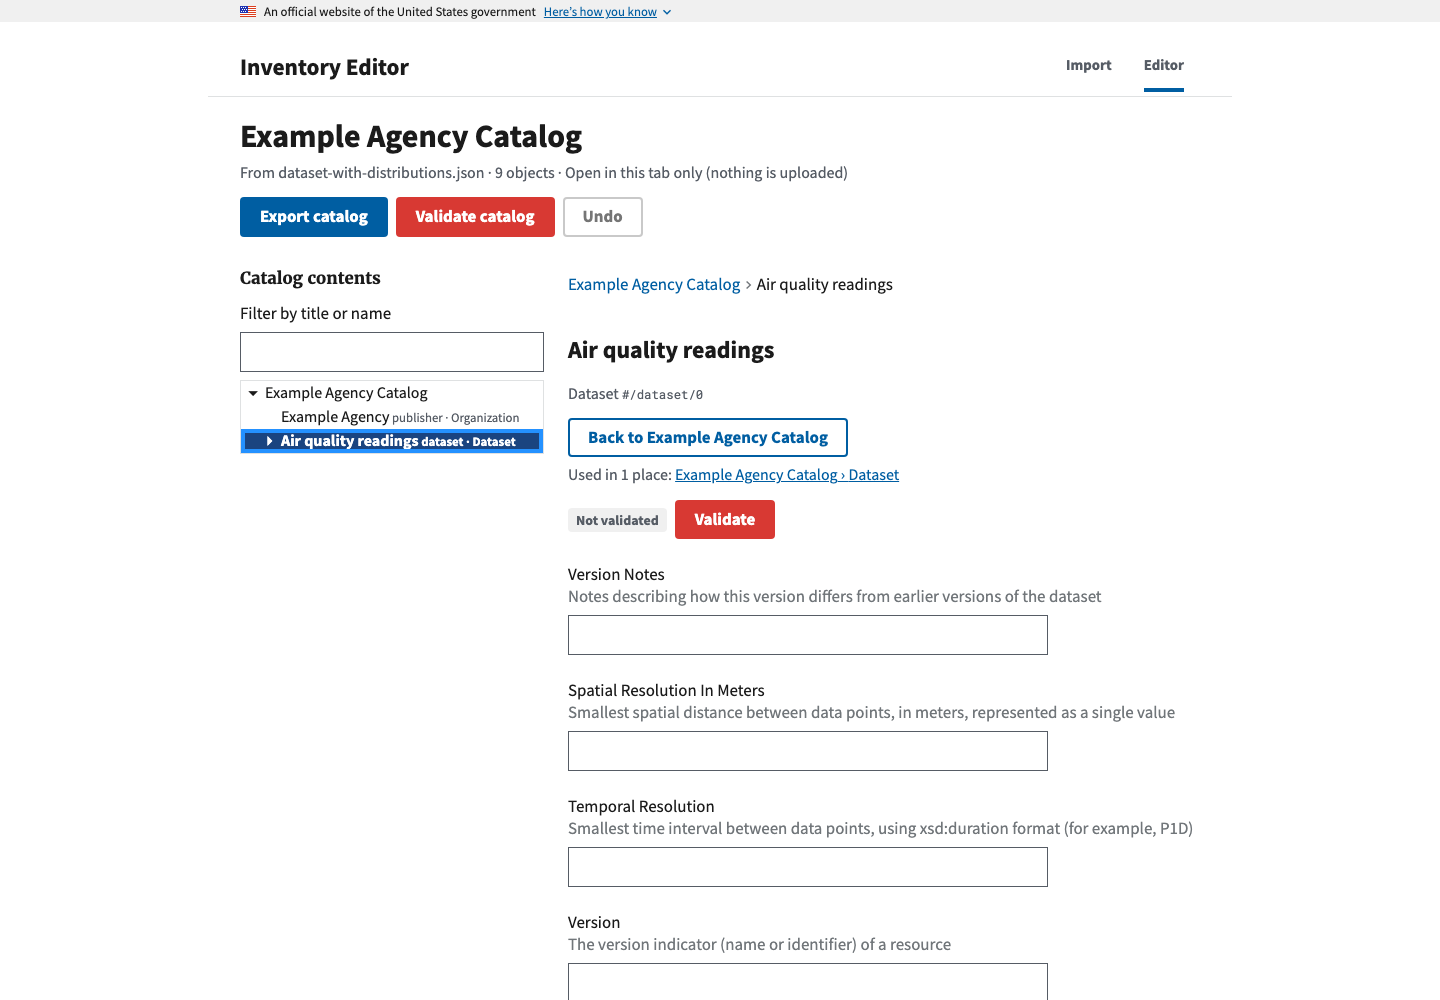 An official website of the United States government Here's how you know
Inventory Editor
Import
Editor
Example Agency Catalog
From dataset-with-distributions.json · 9 objects · Open in this tab only (nothing is uploaded)
Export catalog
Validate catalog
Undo
Catalog contents
Filter by title or name
Example Agency Catalog
Example Agency publisher · Organization
Air quality readings dataset · Dataset
Example Agency Catalog › Air quality readings
Air quality readings
Dataset #/dataset/0
Back to Example Agency Catalog
Used in 1 place: Example Agency Catalog › Dataset
Not validated
Validate
Version Notes
Notes describing how this version differs from earlier versions of the dataset
Spatial Resolution In Meters
Smallest spatial distance between data points, in meters, represented as a single value
Temporal Resolution
Smallest time interval between data points, using xsd:duration format (for example, P1D)
Version
The version indicator (name or identifier) of a resource